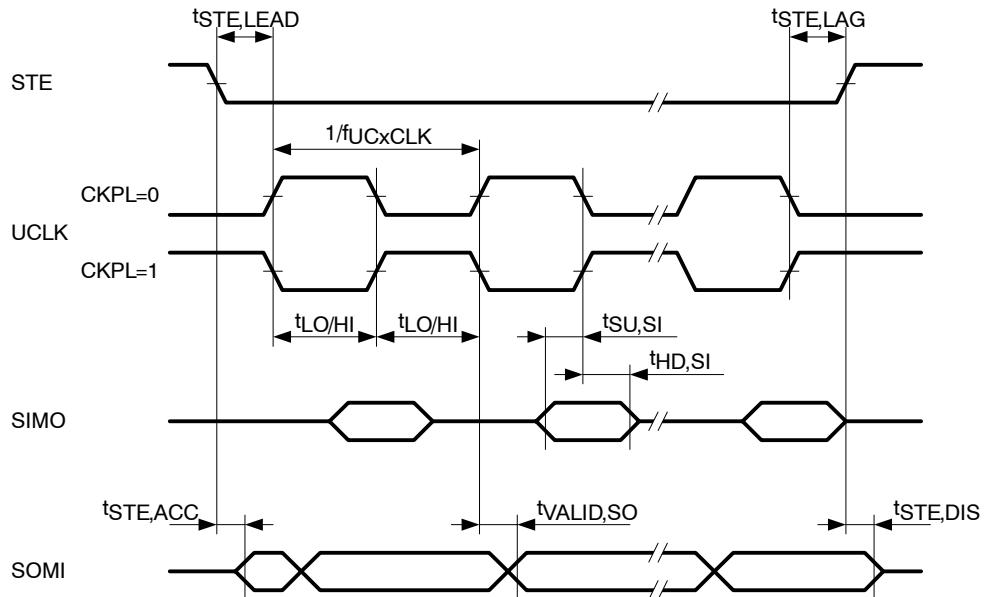 tSTE,LEAD
tSTE,LAG
STE
1/fUCxCLK
CKPL=0
UCLK
CKPL=1
tLO/HI
tLO/HI
tSU,SI
tHD,SI
SIMO
tSTE,ACC
tVALID,SO
tSTE,DIS
SOMI